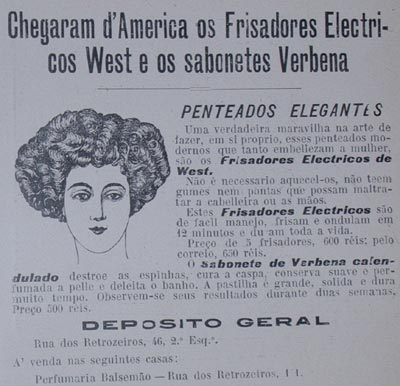 Chegaram d'America os Frisadores Electri-
cos West e os sabonetes Verbena
PENTEADOS ELEGANTES
Uma verdadeira maravilha na arte de
fazer, em si proprio, esses penteados mo-
dernos que tanto embellezam a mulher,
são os Frisadores Electricos de
West.
Não é necessario aquecel-os, não teem
gumes nem pontas que possam maltra-
tar a cabelleira ou as mãos.
Estes Frisadores Electricos são
de facil manejo, frisam e ondulam em
12 minutos e duram toda a vida.
Preço de 5 frisadores, 600 réis; pelo
correio, 650 réis.
O Sabonete de Verbena calen-
dulado destroe as espinhas, cura a caspa, conserva suave e per-
fumada a pelle e deleita o banho. A pastilha é grande, solida e dura
muito tempo. Observem-se seus resultados durante duas semanas,
Preço 500 réis.
DEPOSITO GERAL
Rua dos Retrozeiros, 46, 2.º Esq.º
A' venda nas seguintes casas:
Perfumaria Balsemão — Rua dos Retrozeiros, 141.